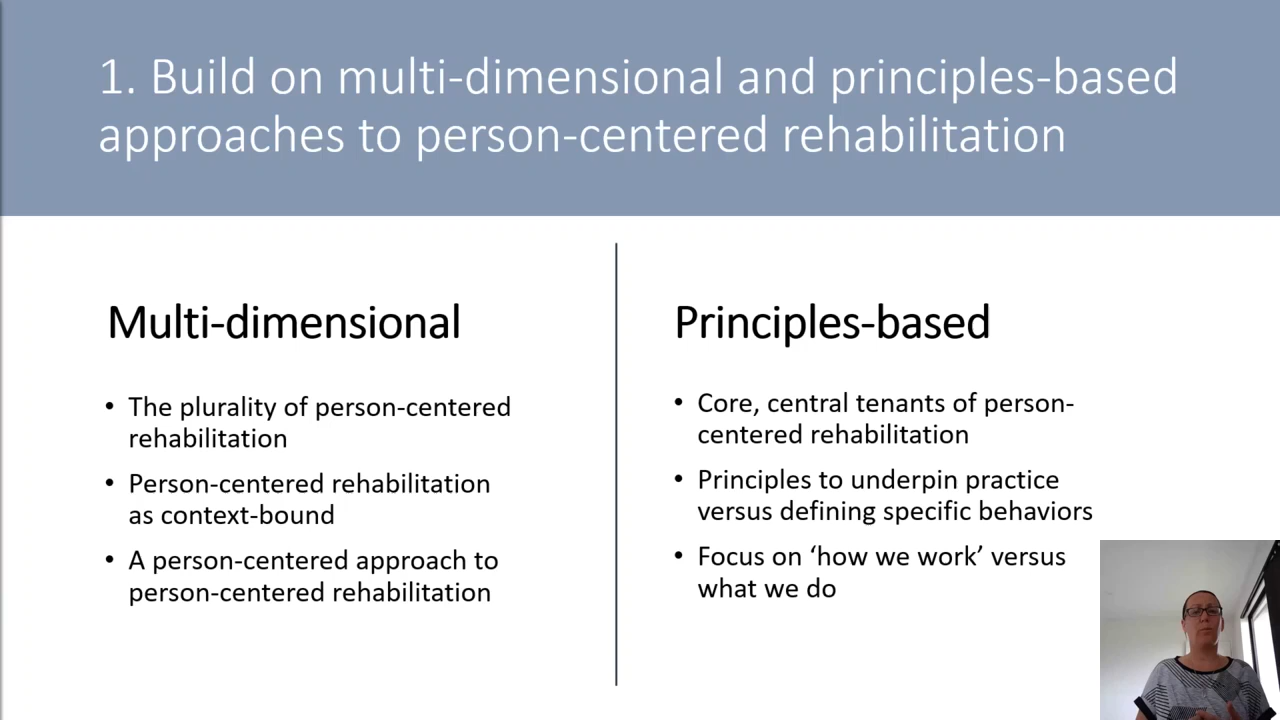 1. Build on multi-dimensional and principles-based
approaches to person-centered rehabilitation
Multi-dimensional
• The plurality of person-centered
rehabilitation
• Person-centered rehabilitation
as context-bound
• A person-centered approach to
person-centered rehabilitation
Principles-based
• Core, central tenants of person-
centered rehabilitation
• Principles to underpin practice
versus defining specific behaviors
• Focus on ‘how we work’ versus
what we do